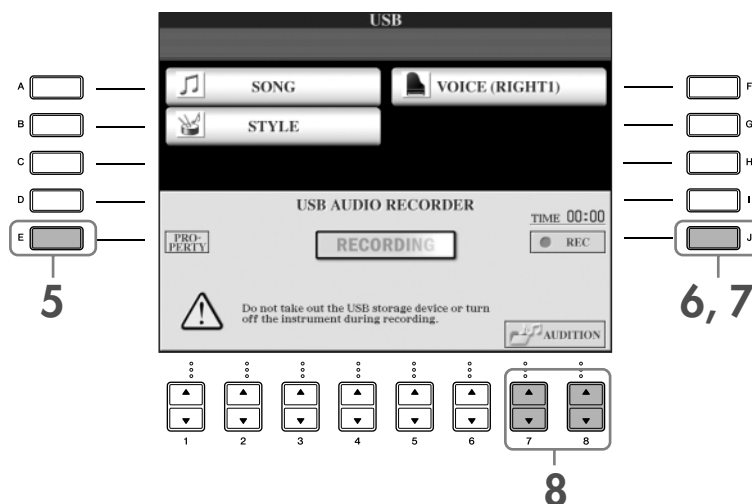 USB
A
SONG
VOICE (RIGHT1)
F
B
STYLE
G
C
H
D
I
USB AUDIO RECORDER
TIME 00:00
E
PRO-
PERTY
RECORDING
REC
J
5
6, 7
Do not take out the USB storage device or turn
off the instrument during recording.
AUDITION
1 2 3 4 5 6 7 8
8